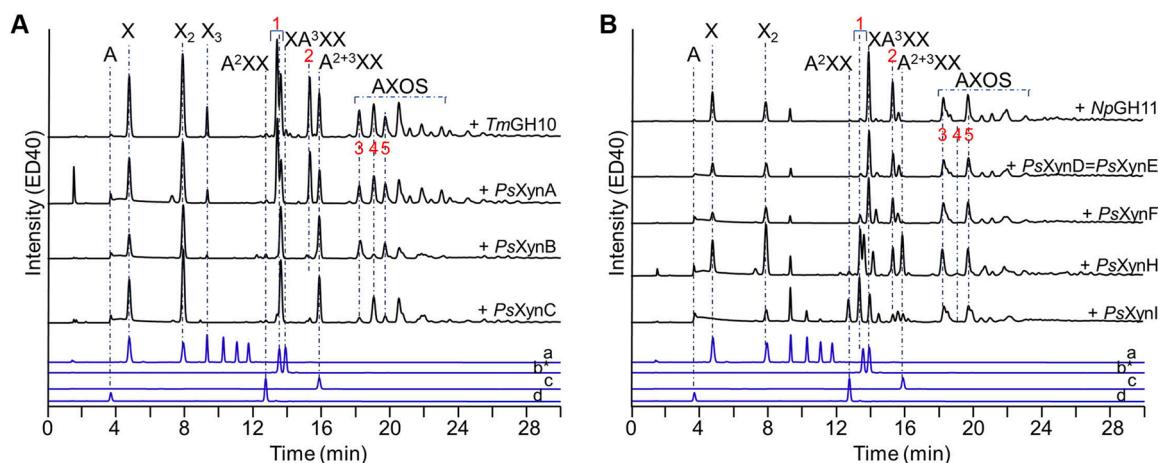 A
X
X₂
X₃
1
XA³XX
A
A²XX
2
A²⁺³XX
AXOS
+ TmGH10
3 4 5
+ PsXynA
+ PsXynB
+ PsXynC
a
b*
c
d
Intensity (ED40)
0 4 8 12 16 20 24 28
Time (min)
B
X
X₂
1
XA³XX
A
A²XX
2
A²⁺³XX
AXOS
+ NpGH11
3 4 5
+ PsXynD=PsXynE
+ PsXynF
+ PsXynH
+ PsXynI
a
b*
c
d
Intensity (ED40)
0 4 8 12 16 20 24 28
Time (min)